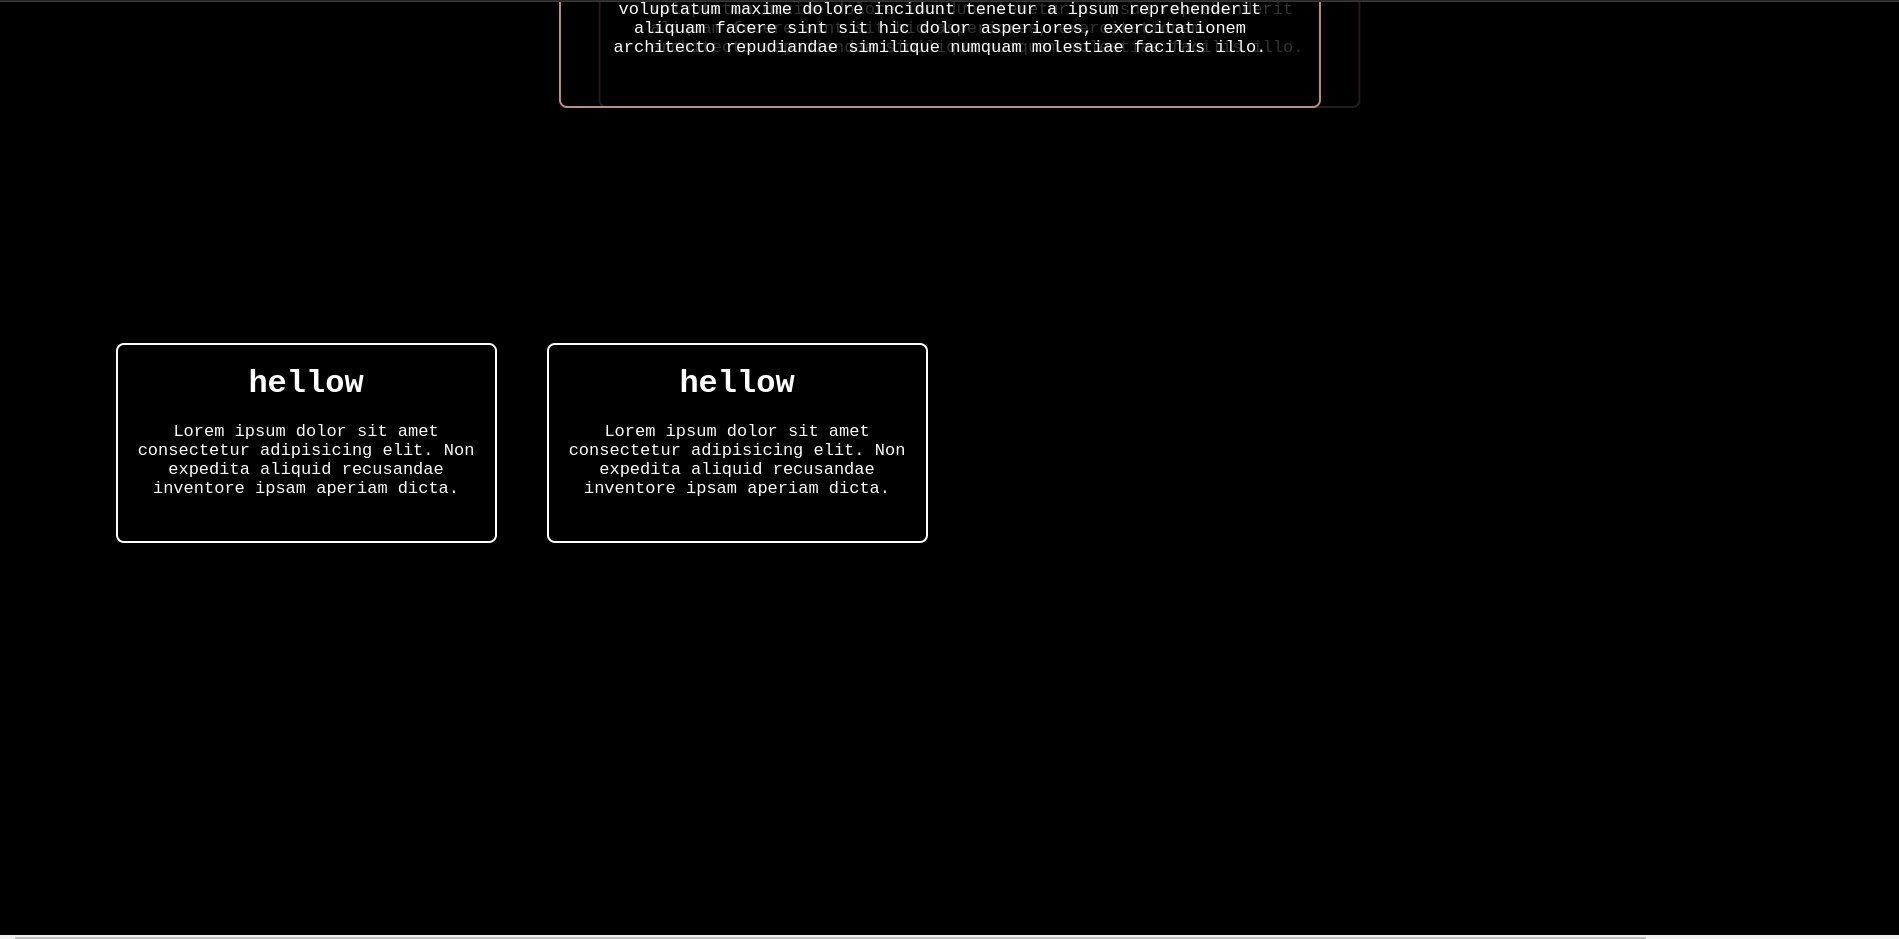 voluptatum maxime dolore incidunt tenetur a ipsum reprehenderit
aliquam facere sint sit hic dolor asperiores, exercitationem
architecto repudiandae similique numquam molestiae facilis illo.
hellow
Lorem ipsum dolor sit amet
consectetur adipisicing elit. Non
expedita aliquid recusandae
inventore ipsam aperiam dicta.
hellow
Lorem ipsum dolor sit amet
consectetur adipisicing elit. Non
expedita aliquid recusandae
inventore ipsam aperiam dicta.